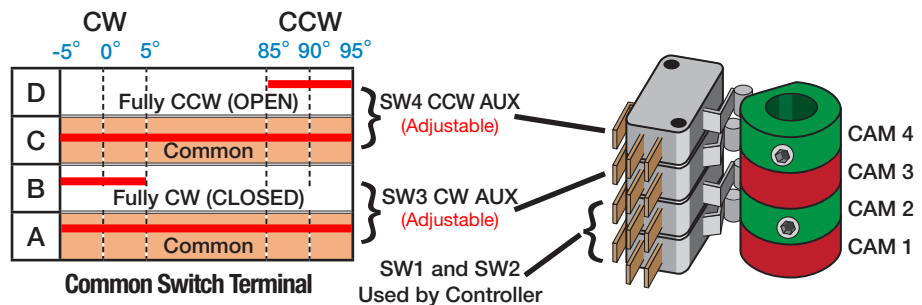 CW CCW
-5° 0° 5° 85° 90° 95°
D
Fully CCW (OPEN)
C
Common
B
Fully CW (CLOSED)
A
Common
Common Switch Terminal
SW4 CCW AUX
(Adjustable)
SW3 CW AUX
(Adjustable)
SW1 and SW2
Used by Controller
CAM 4
CAM 3
CAM 2
CAM 1